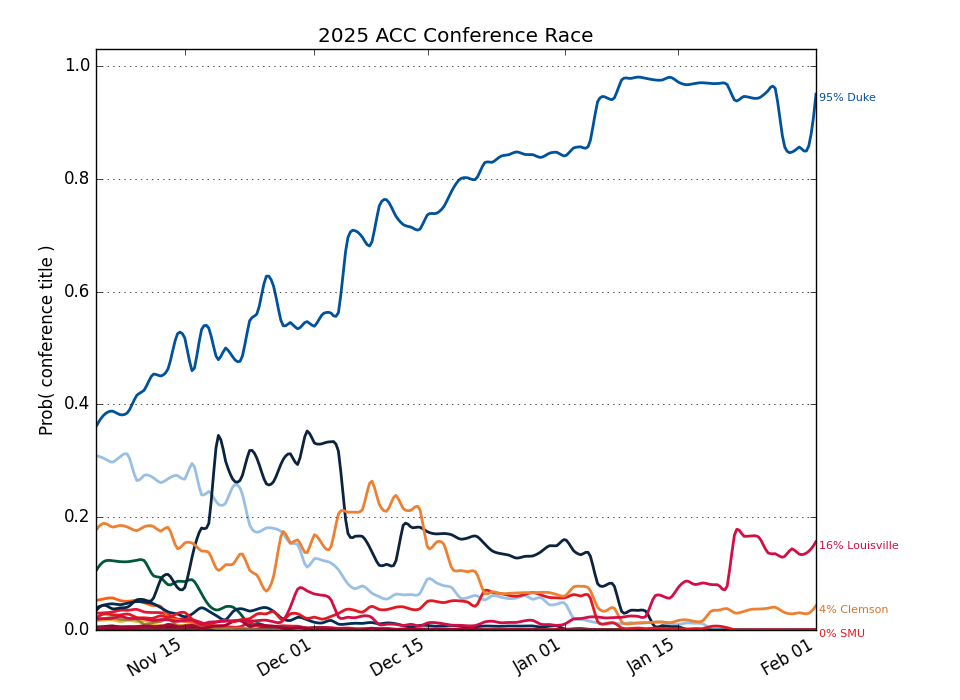 2025 ACC Conference Race
Prob( conference title )
1.0
0.8
0.6
0.4
0.2
0.0
Nov 15
Dec 01
Dec 15
Jan 01
Jan 15
Feb 01
95% Duke
16% Louisville
4% Clemson
0% SMU